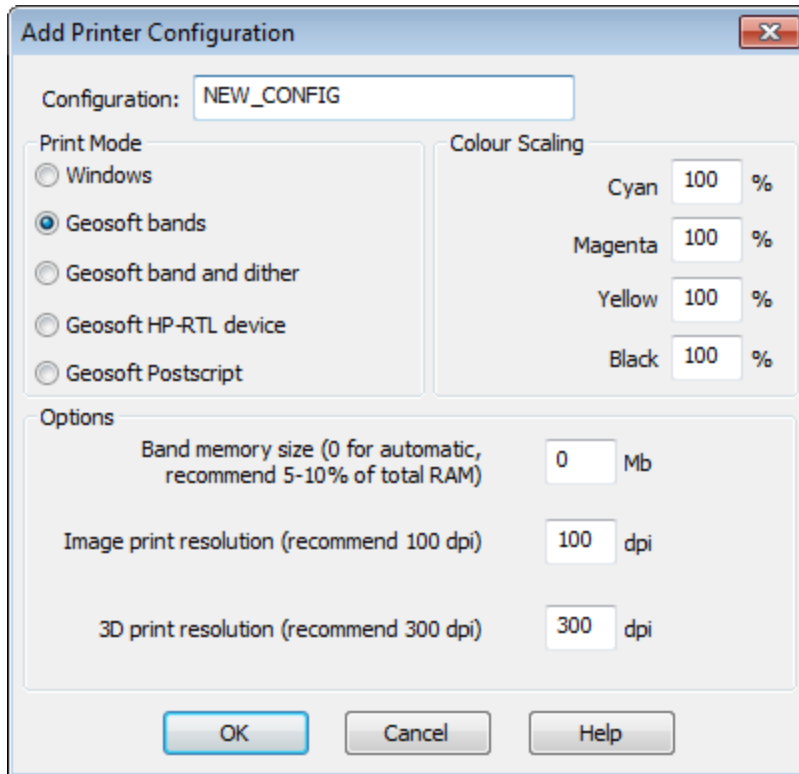 Add Printer Configuration
Configuration: NEW_CONFIG
Print Mode
Windows
Geosoft bands
Geosoft band and dither
Geosoft HP-RTL device
Geosoft Postscript
Colour Scaling
Cyan 100 %
Magenta 100 %
Yellow 100 %
Black 100 %
Options
Band memory size (0 for automatic,
recommend 5-10% of total RAM) 0 Mb
Image print resolution (recommend 100 dpi) 100 dpi
3D print resolution (recommend 300 dpi) 300 dpi
OK Cancel Help